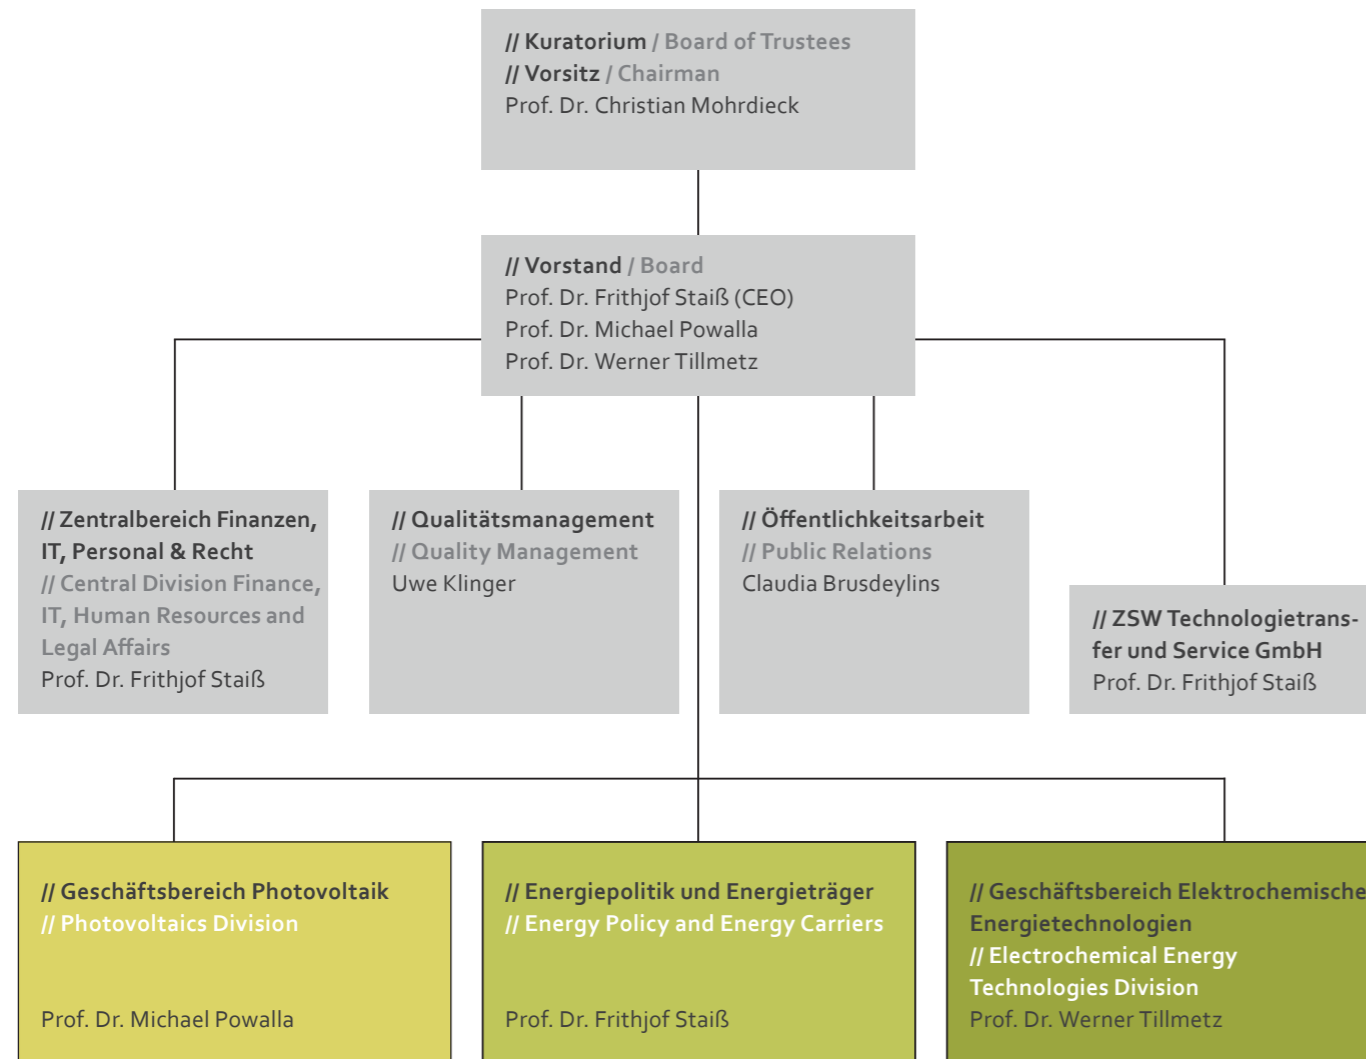 // Kuratorium / Board of Trustees
// Vorsitz / Chairman
Prof. Dr. Christian Mohrdieck
// Vorstand / Board
Prof. Dr. Frithjof Staiß (CEO)
Prof. Dr. Michael Powalla
Prof. Dr. Werner Tillmetz
// Zentralbereich Finanzen,
IT, Personal & Recht
// Central Division Finance,
IT, Human Resources and
Legal Affairs
Prof. Dr. Frithjof Staiß
// Qualitätsmanagement
// Quality Management
Uwe Klinger
// Öffentlichkeitsarbeit
// Public Relations
Claudia Brusdeylins
// ZSW Technologietrans-
fer und Service GmbH
Prof. Dr. Frithjof Staiß
// Geschäftsbereich Photovoltaik
// Photovoltaics Division
Prof. Dr. Michael Powalla
// Energiepolitik und Energieträger
// Energy Policy and Energy Carriers
Prof. Dr. Frithjof Staiß
// Geschäftsbereich Elektrochemische
Energietechnologien
// Electrochemical Energy
Technologies Division
Prof. Dr. Werner Tillmetz